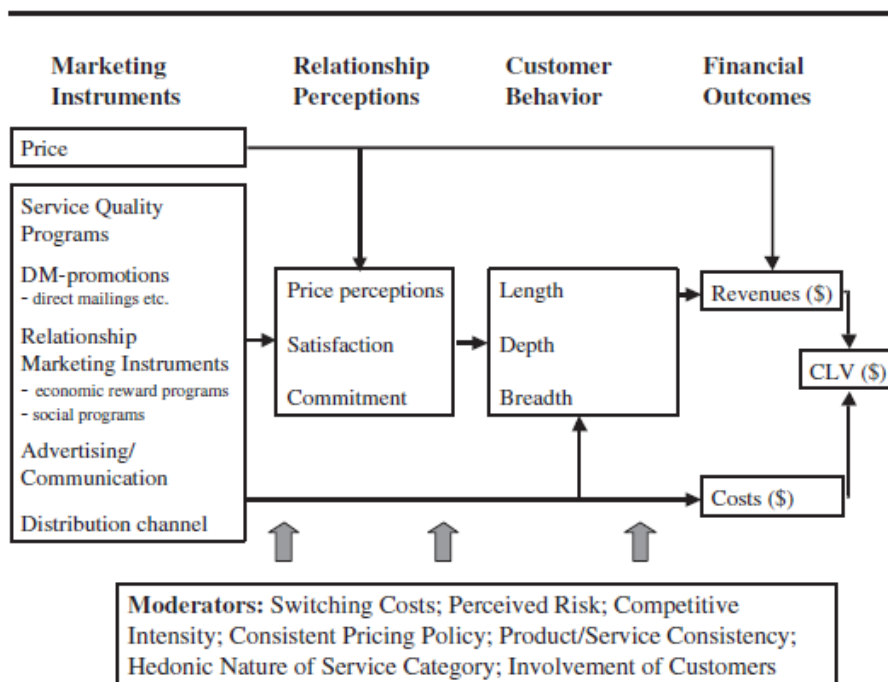 Marketing
Instruments
Relationship
Perceptions
Customer
Behavior
Financial
Outcomes
Price
Service Quality
Programs
DM-promotions
- direct mailings etc.
Relationship
Marketing Instruments
- economic reward programs
- social programs
Advertising/
Communication
Distribution channel
Price perceptions
Satisfaction
Commitment
Length
Depth
Breadth
Revenues ($)
CLV ($)
Costs ($)
Moderators: Switching Costs; Perceived Risk; Competitive
Intensity; Consistent Pricing Policy; Product/Service Consistency;
Hedonic Nature of Service Category; Involvement of Customers